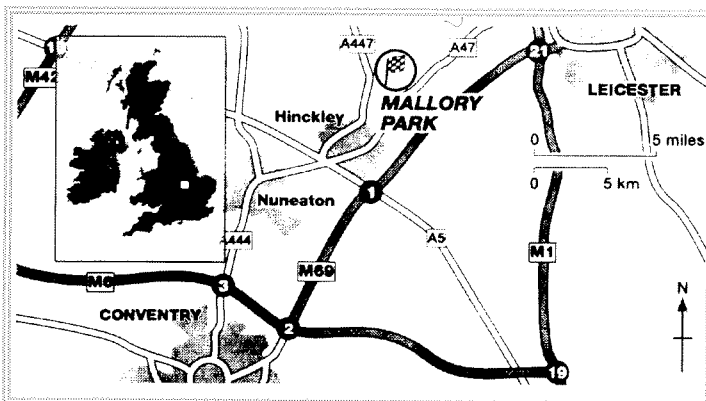 A447
A47
1
21
M42
MALLORY
PARK
LEICESTER
Hinckley
0 5 miles
0 5 km
Nuneaton
1
A444
A5
M1
M69
M6
3
N
CONVENTRY
2
19